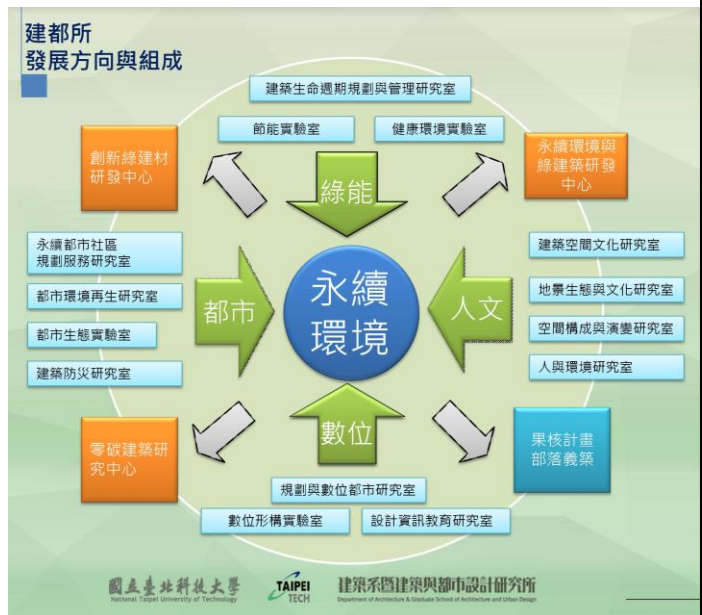 建都所
發展方向與組成
建築生命週期規劃與管理研究室
節能實驗室
健康環境實驗室
創新綠建材
研發中心
永續環境與
綠建築研發
中心
綠能
永續都市社區
規劃服務研究室
都市環境再生研究室
都市生態實驗室
建築防災研究室
都市
永續
環境
人文
建築空間文化研究室
地景生態與文化研究室
空間構成與演變研究室
人與環境研究室
數位
零碳建築研
究中心
果核計畫
部落義築
規劃與數位都市研究室
數位形構實驗室
設計資訊教育研究室
國立臺北科技大學
National Taipei University of Technology
TAIPEI
TECH
建築系暨建築與都市設計研究所
Department of Architecture & Graduate School of Architecture and Urban Design